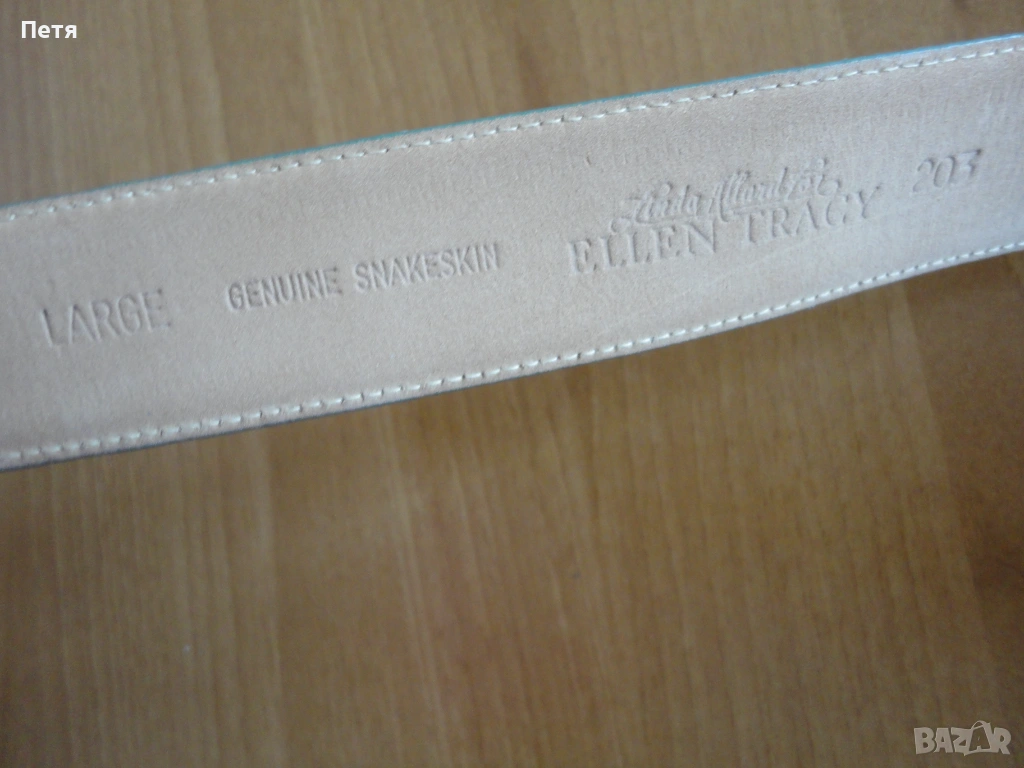 Петя
LARGE
GENUINE SNAKESKIN
Linda Allard For
ELLEN TRACY
203
BAZAR